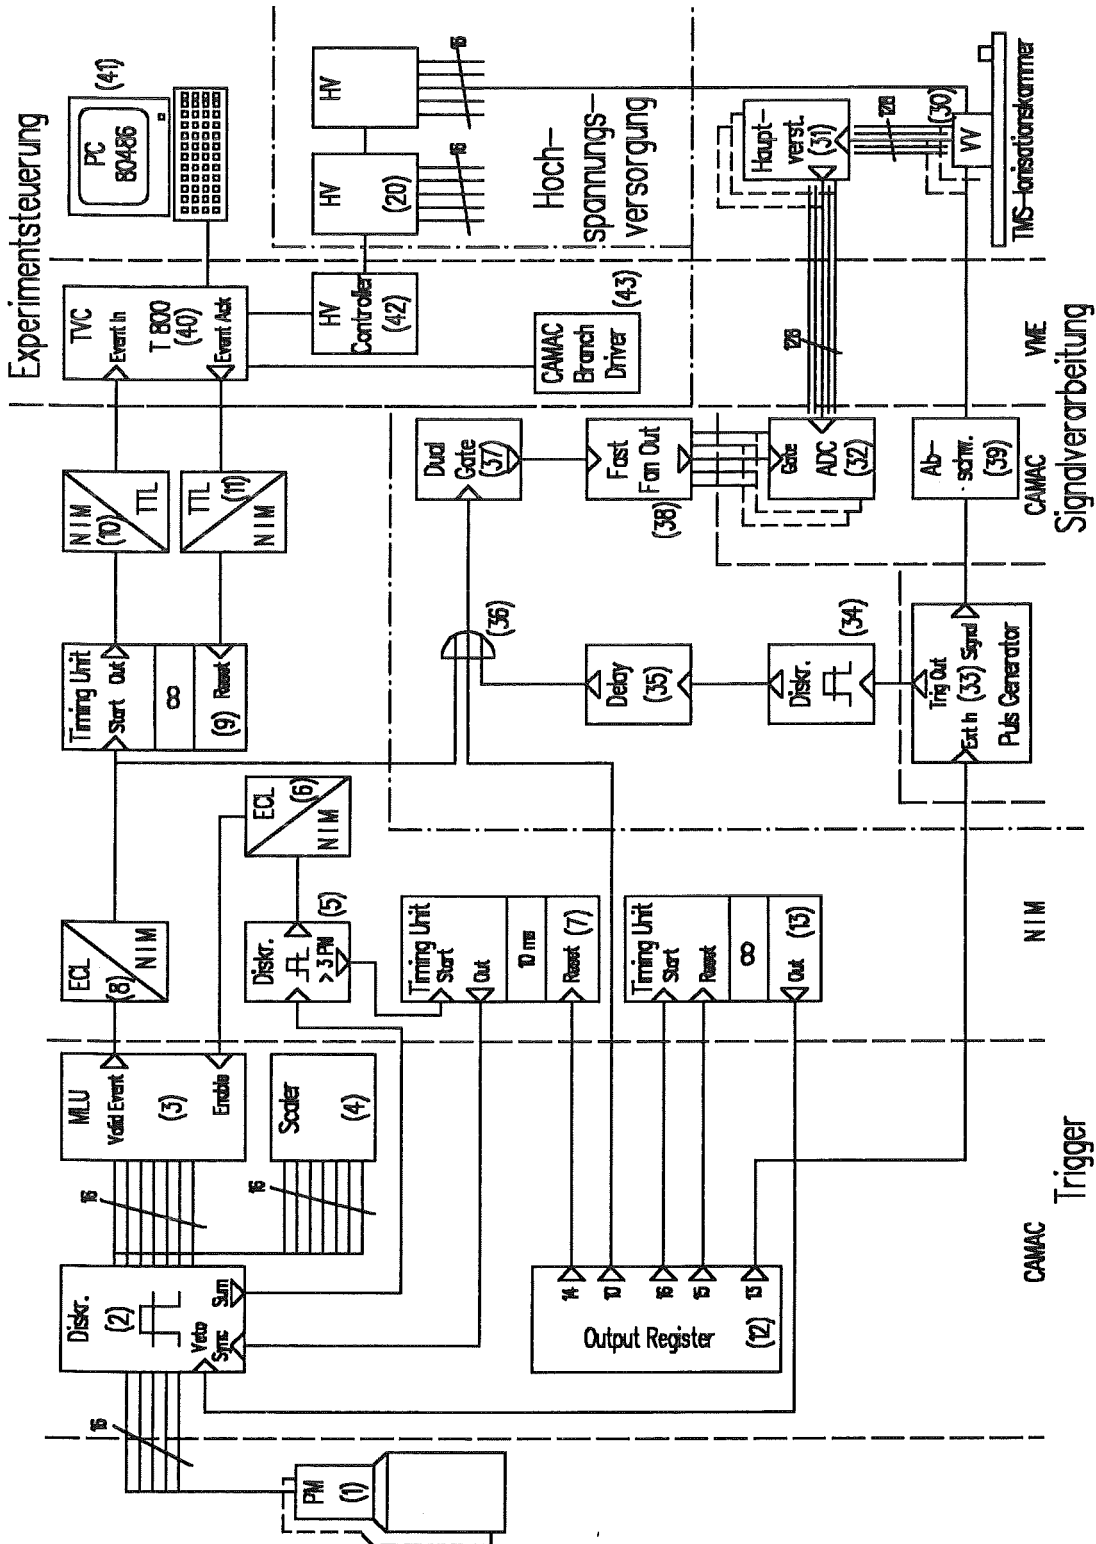 Experimentsteuerung
PC
80486
(41)
TVC
Event In
T 800
(40)
Event Ack
HV
Controller
(42)
CAMAC
Branch
Driver
(43)
HV
(20)
HV
16
16
Hoch-
spannungs-
versorgung
NIM
(10)
TTL
TTL
(11)
NIM
Timing Unit
Start Out
∞
(9) Reset
ECL
(8)
NIM
ECL
(6)
NIM
MLU
Valid Event
(3)
Enable
Scaler
(4)
16
16
Diskr.
(2)
Veto
Sync
Sum
16
PM
(1)
Diskr.
> 3 PM
(5)
Timing Unit
Start
Out
10 ms
Reset (7)
Timing Unit
Start
Reset
∞
Out
(13)
14
10
16
15
13
Output Register
(12)
Dual
Gate
(37)
Fast
Fan Out
(38)
(36)
Delay
(35)
Diskr.
(34)
Trig Out
Ext In (33) Signal
Puls Generator
Gate
ADC
(32)
Ab-
schw.
(39)
128
Haupt-
verst.
(31)
128
(30)
VV
TMS-Ionisationskammer
VME
CAMAC
Signalverarbeitung
NIM
CAMAC
Trigger